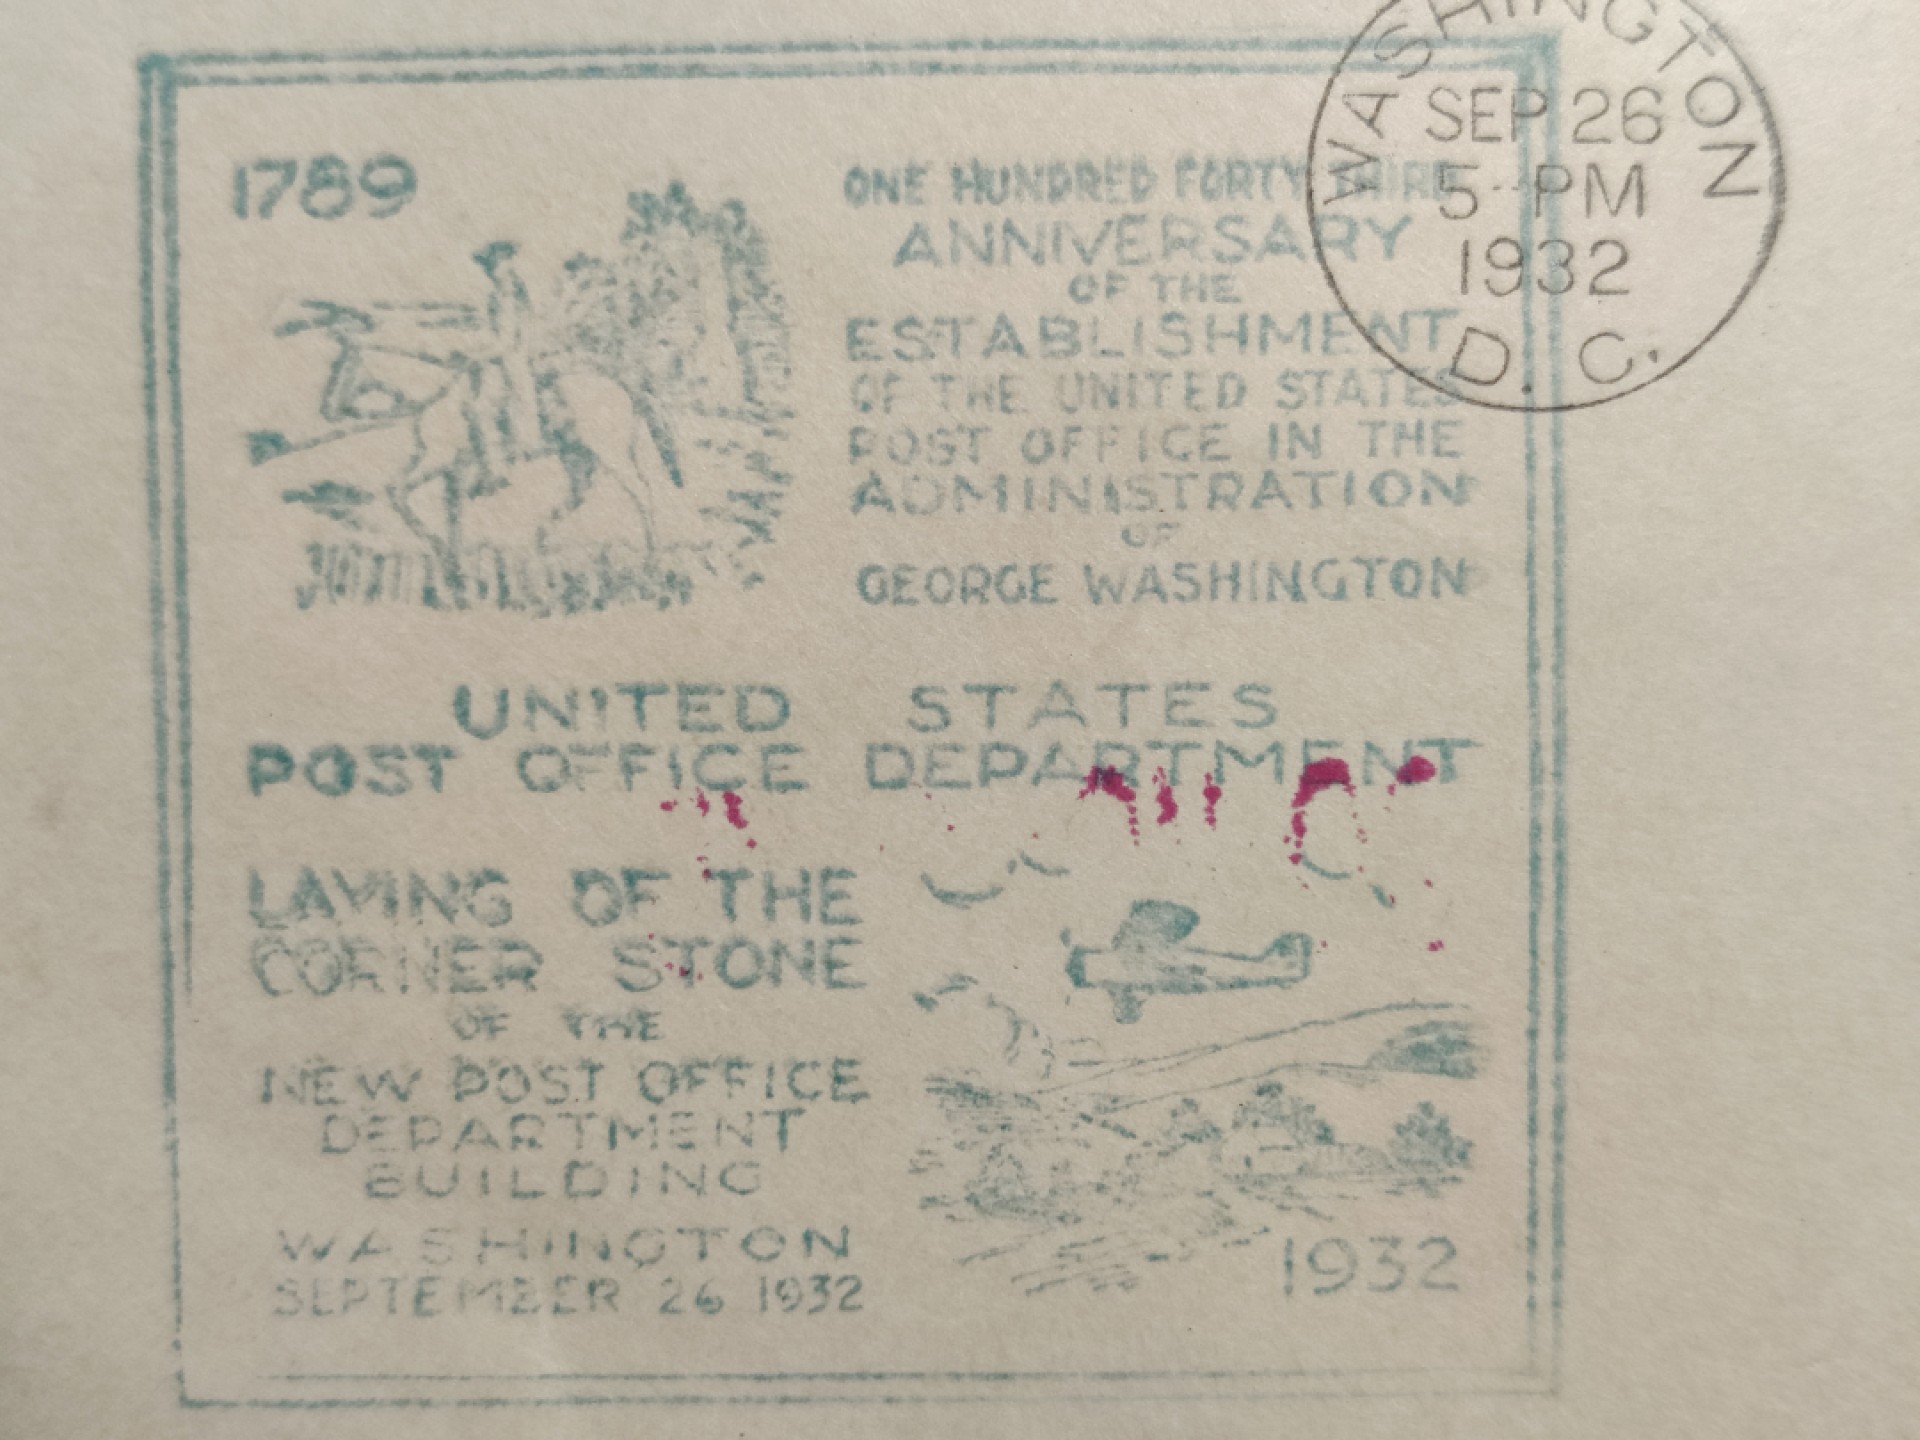 1789
ONE HUNDRED FORTY THIRD
ANNIVERSARY
OF THE
ESTABLISHMENT
OF THE UNITED STATES
POST OFFICE IN THE
ADMINISTRATION
OF
GEORGE WASHINGTON
WASHINGTON
SEP 26
5 PM
1932
D. C.
UNITED STATES
POST OFFICE DEPARTMENT
LAYING OF THE
CORNER STONE
OF THE
NEW POST OFFICE
DEPARTMENT
BUILDING
WASHINGTON
SEPTEMBER 26 1932
1932